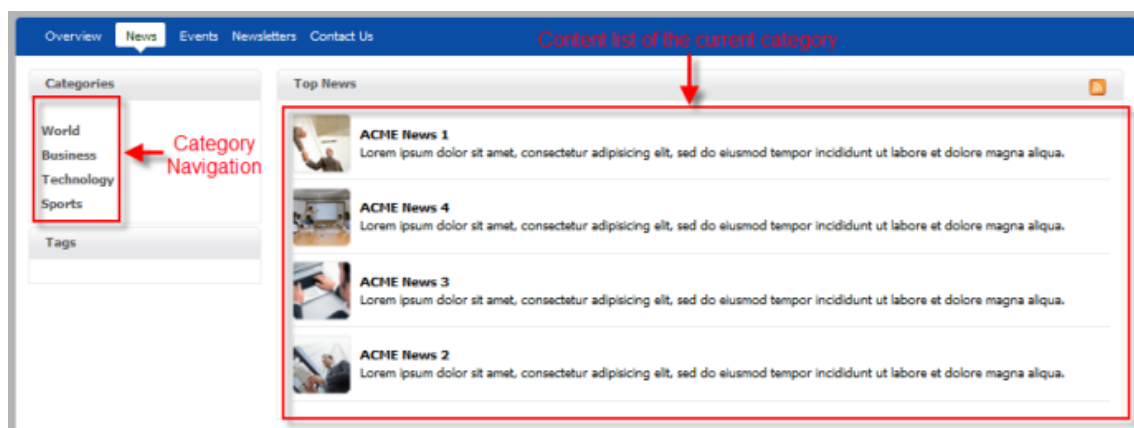 Overview News Events Newsletters Contact Us
Content list of the current category
Categories
World
Business
Technology
Sports
Category
Navigation
Tags
Top News
ACME News 1
Lorem ipsum dolor sit amet, consectetur adipisicing elit, sed do eiusmod tempor incididunt ut labore et dolore magna aliqua.
ACME News 4
Lorem ipsum dolor sit amet, consectetur adipisicing elit, sed do eiusmod tempor incididunt ut labore et dolore magna aliqua.
ACME News 3
Lorem ipsum dolor sit amet, consectetur adipisicing elit, sed do eiusmod tempor incididunt ut labore et dolore magna aliqua.
ACME News 2
Lorem ipsum dolor sit amet, consectetur adipisicing elit, sed do eiusmod tempor incididunt ut labore et dolore magna aliqua.